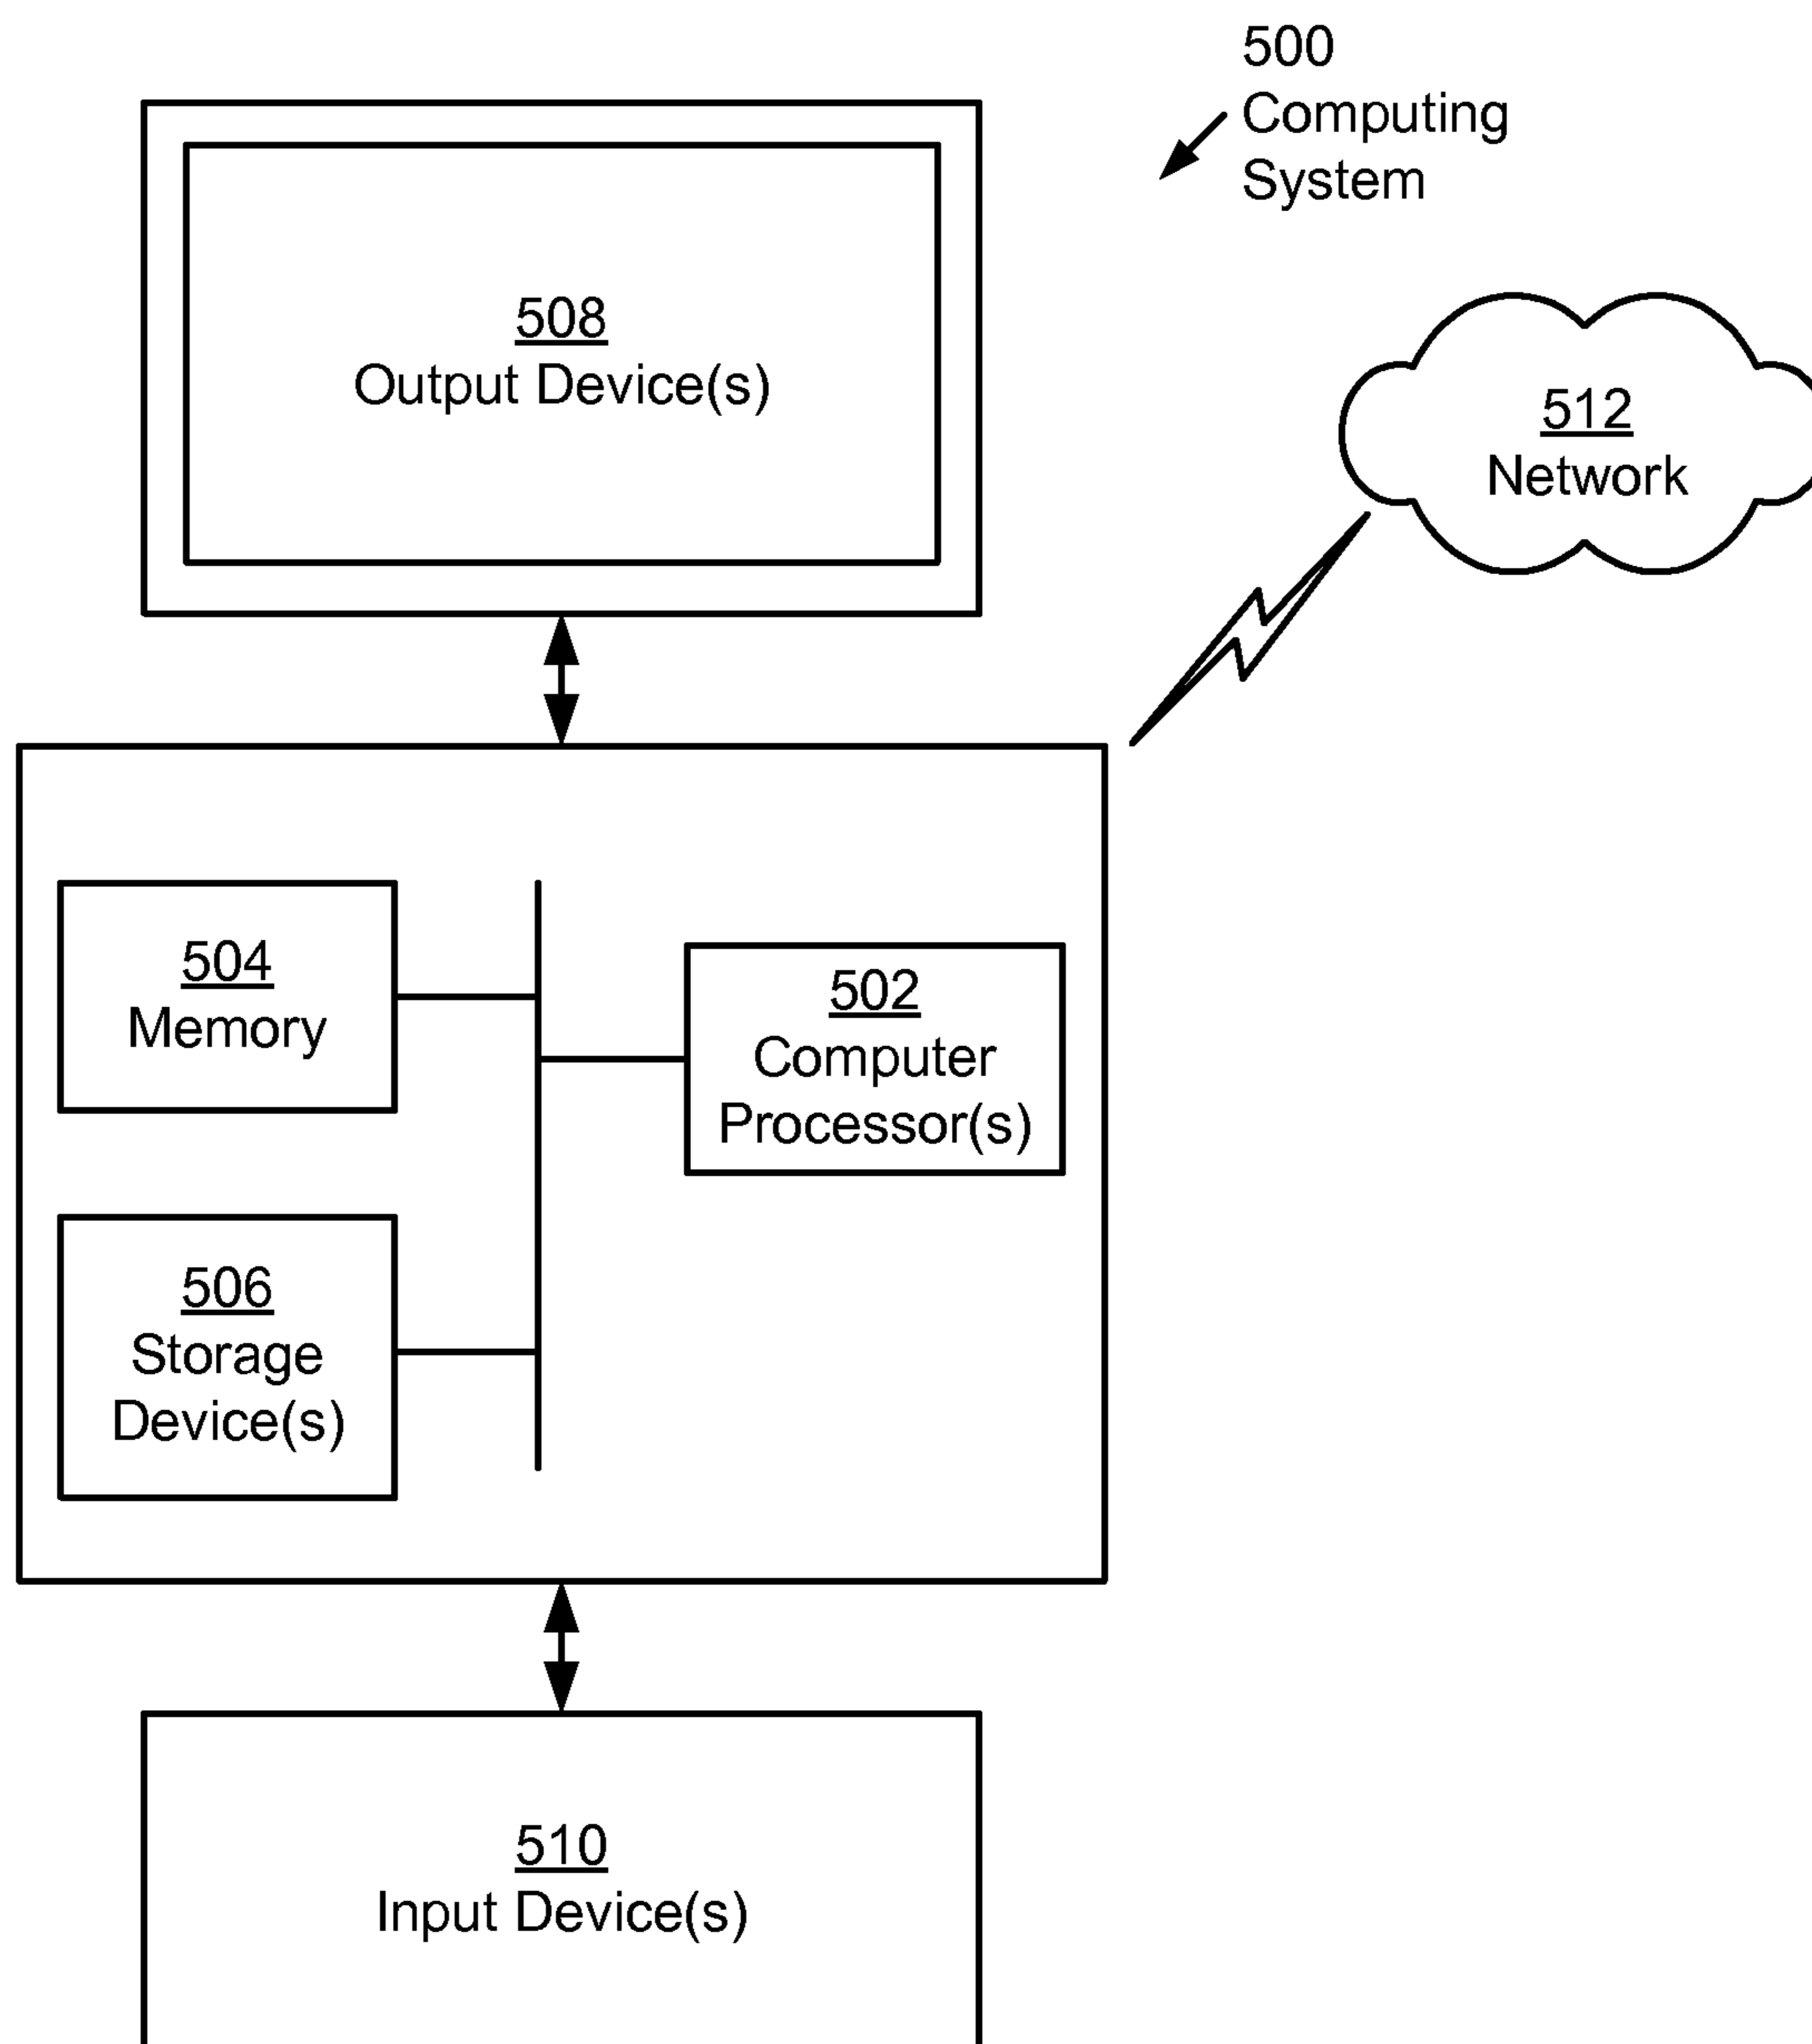 500
Computing
System
508
Output Device(s)
512
Network
504
Memory
502
Computer
Processor(s)
506
Storage
Device(s)
510
Input Device(s)